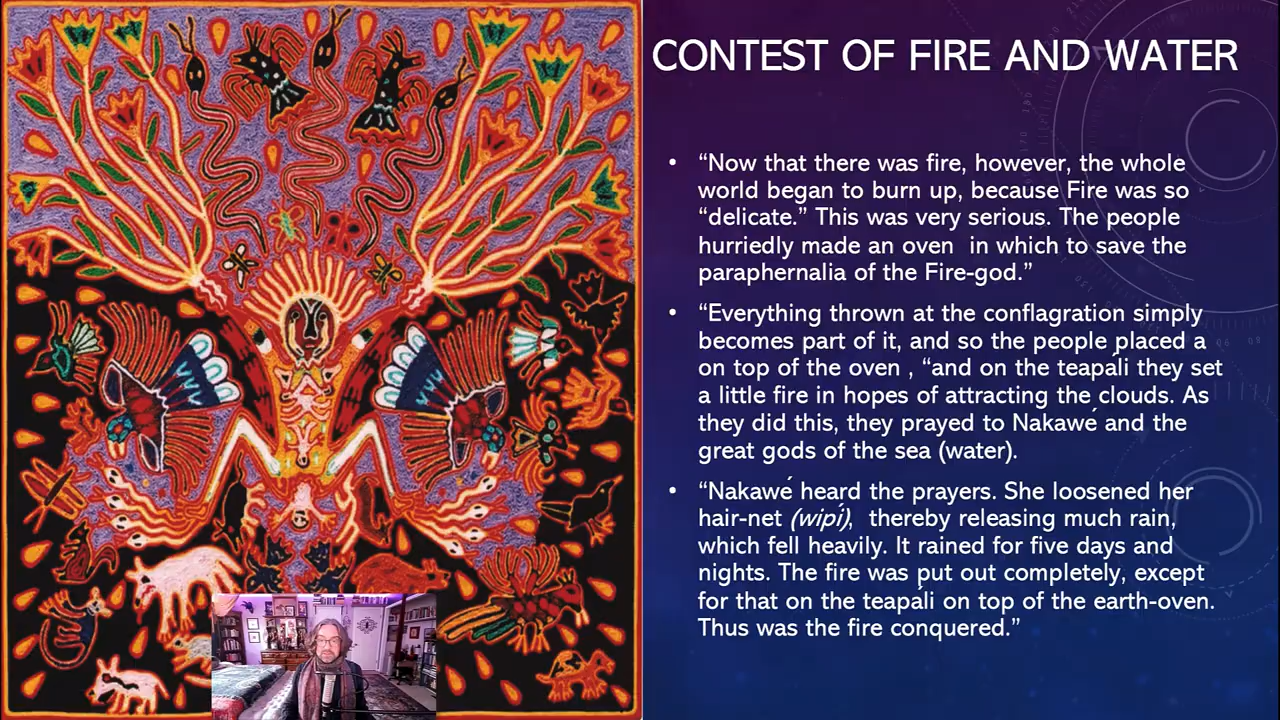 CONTEST OF FIRE AND WATER
• “Now that there was fire, however, the whole
world began to burn up, because Fire was so
“delicate.” This was very serious. The people
hurriedly made an oven in which to save the
paraphernalia of the Fire-god.”
• “Everything thrown at the conflagration simply
becomes part of it, and so the people placed a
on top of the oven , “and on the teapáli they set
a little fire in hopes of attracting the clouds. As
they did this, they prayed to Nakawé and the
great gods of the sea (water).
• “Nakawé heard the prayers. She loosened her
hair-net (wipí), thereby releasing much rain,
which fell heavily. It rained for five days and
nights. The fire was put out completely, except
for that on the teapáli on top of the earth-oven.
Thus was the fire conquered.”